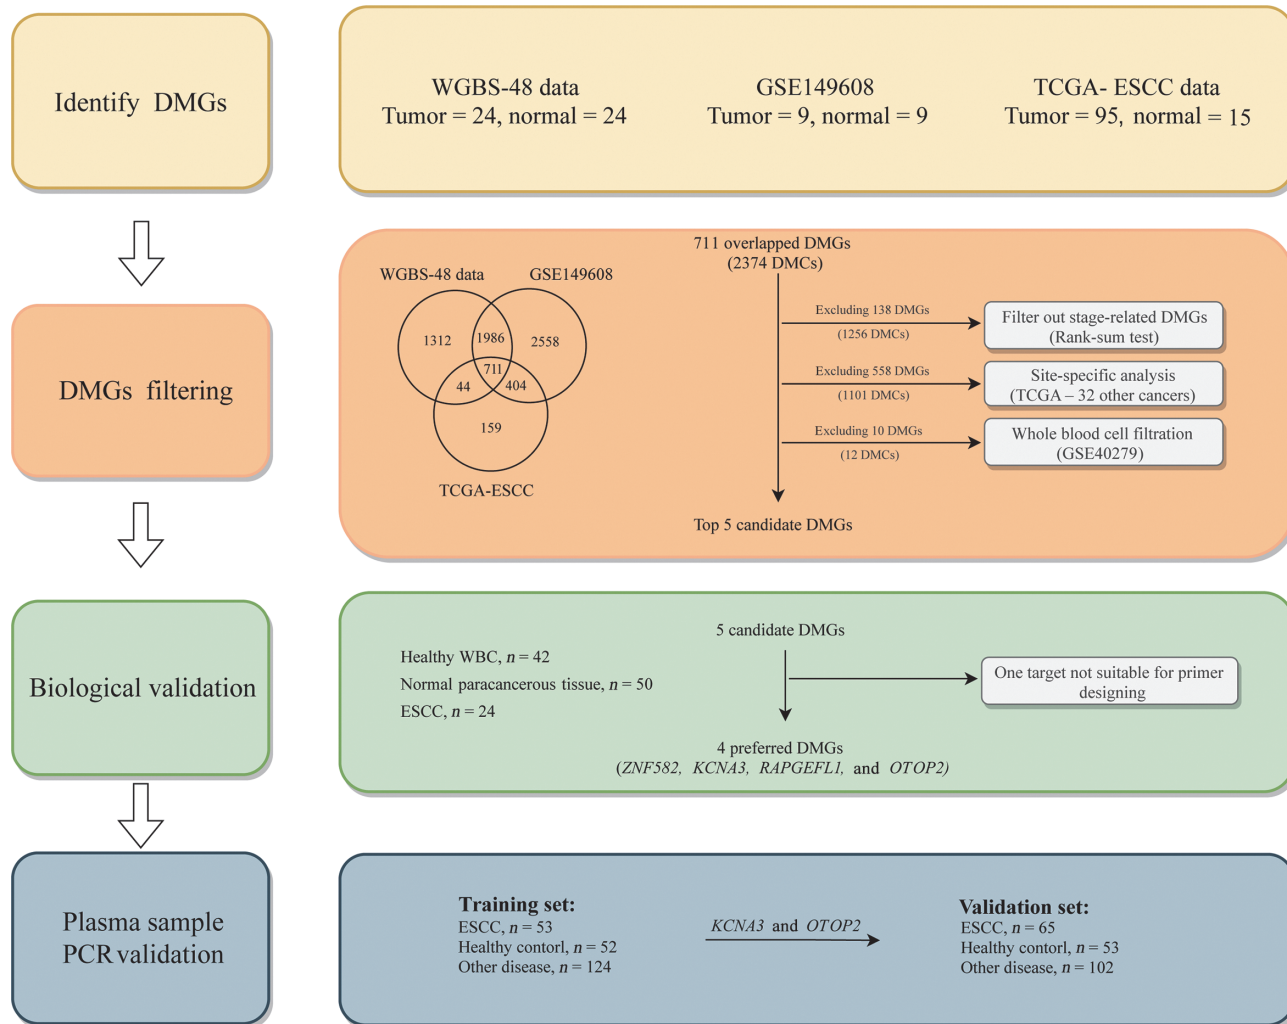 Identify DMGs
WGBS-48 data
Tumor = 24, normal = 24
GSE149608
Tumor = 9, normal = 9
TCGA- ESCC data
Tumor = 95, normal = 15
DMGs filtering
WGBS-48 data
GSE149608
1312
1986
2558
711
44
404
159
TCGA-ESCC
711 overlapped DMGs
(2374 DMCs)
Excluding 138 DMGs
(1256 DMCs)
Filter out stage-related DMGs
(Rank-sum test)
Excluding 558 DMGs
(1101 DMCs)
Site-specific analysis
(TCGA – 32 other cancers)
Excluding 10 DMGs
(12 DMCs)
Whole blood cell filtration
(GSE40279)
Top 5 candidate DMGs
Biological validation
Healthy WBC, n = 42
Normal paracancerous tissue, n = 50
ESCC, n = 24
5 candidate DMGs
One target not suitable for primer
designing
4 preferred DMGs
(ZNF582, KCNA3, RAPGEFL1, and OTOP2)
Plasma sample
PCR validation
Training set:
ESCC, n = 53
Healthy contorl, n = 52
Other disease, n = 124
KCNA3 and OTOP2
Validation set:
ESCC, n = 65
Healthy contorl, n = 53
Other disease, n = 102